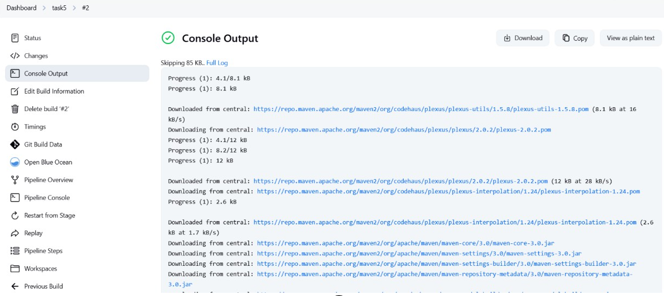 Dashboard > task5 > #2
Status
Changes
Console Output
Edit Build Information
Delete build '#2'
Timings
Git Build Data
Open Blue Ocean
Pipeline Overview
Pipeline Console
Restart from Stage
Replay
Pipeline Steps
Workspaces
Previous Build
Console Output
Download
Copy
View as plain text
Skipping 85 KB.. Full Log
Progress (1): 4.1/8.1 kB
Progress (1): 8.1 kB
Downloaded from central: https://repo.maven.apache.org/maven2/org/codehaus/plexus/plexus-utils/1.5.8/plexus-utils-1.5.8.pom (8.1 kB at 16
kB/s)
Downloading from central: https://repo.maven.apache.org/maven2/org/codehaus/plexus/plexus/2.0.2/plexus-2.0.2.pom
Progress (1): 4.1/12 kB
Progress (1): 8.2/12 kB
Progress (1): 12 kB
Downloaded from central: https://repo.maven.apache.org/maven2/org/codehaus/plexus/plexus/2.0.2/plexus-2.0.2.pom (12 kB at 28 kB/s)
Downloading from central: https://repo.maven.apache.org/maven2/org/codehaus/plexus/plexus-interpolation/1.24/plexus-interpolation-1.24.pom
Progress (1): 2.6 kB
Downloaded from central: https://repo.maven.apache.org/maven2/org/codehaus/plexus/plexus-interpolation/1.24/plexus-interpolation-1.24.pom (2.6
kB at 1.7 kB/s)
Downloading from central: https://repo.maven.apache.org/maven2/org/apache/maven/maven-core/3.0/maven-core-3.0.jar
Downloading from central: https://repo.maven.apache.org/maven2/org/apache/maven/maven-settings/3.0/maven-settings-3.0.jar
Downloading from central: https://repo.maven.apache.org/maven2/org/apache/maven/maven-settings-builder/3.0/maven-settings-builder-3.0.jar
Downloading from central: https://repo.maven.apache.org/maven2/org/apache/maven/maven-repository-metadata/3.0/maven-repository-metadata-
3.0.jar